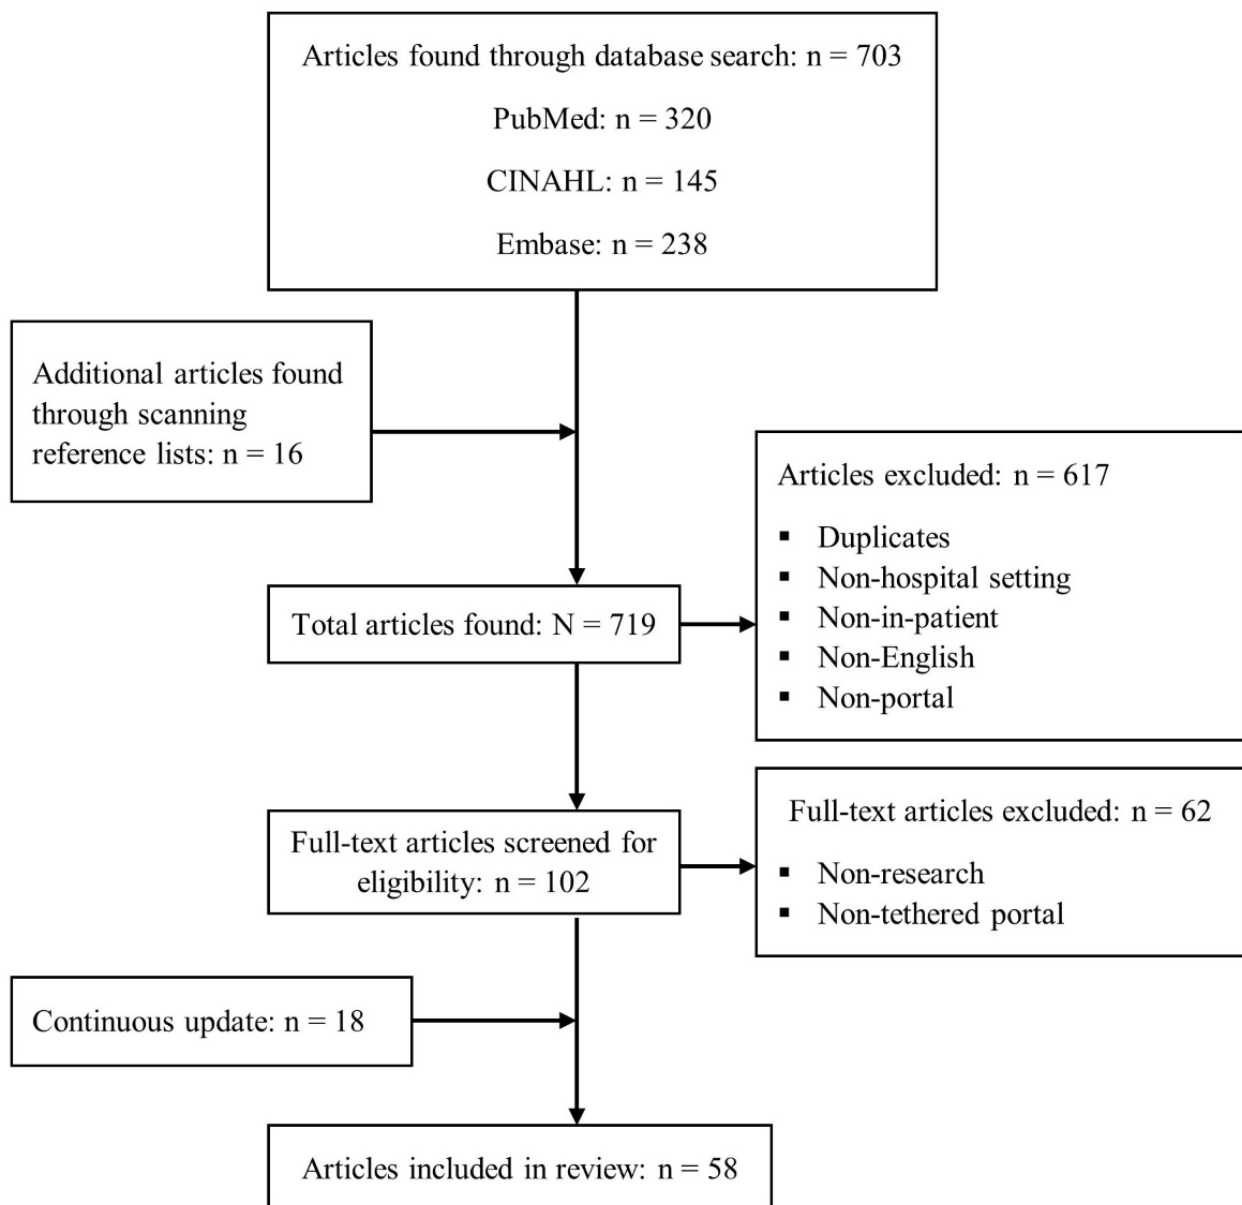 Articles found through database search: n = 703
PubMed: n = 320
CINAHL: n = 145
Embase: n = 238
Additional articles found
through scanning
reference lists: n = 16
Articles excluded: n = 617
▪ Duplicates
▪ Non-hospital setting
▪ Non-in-patient
▪ Non-English
▪ Non-portal
Total articles found: N = 719
Full-text articles screened for
eligibility: n = 102
Full-text articles excluded: n = 62
▪ Non-research
▪ Non-tethered portal
Continuous update: n = 18
Articles included in review: n = 58